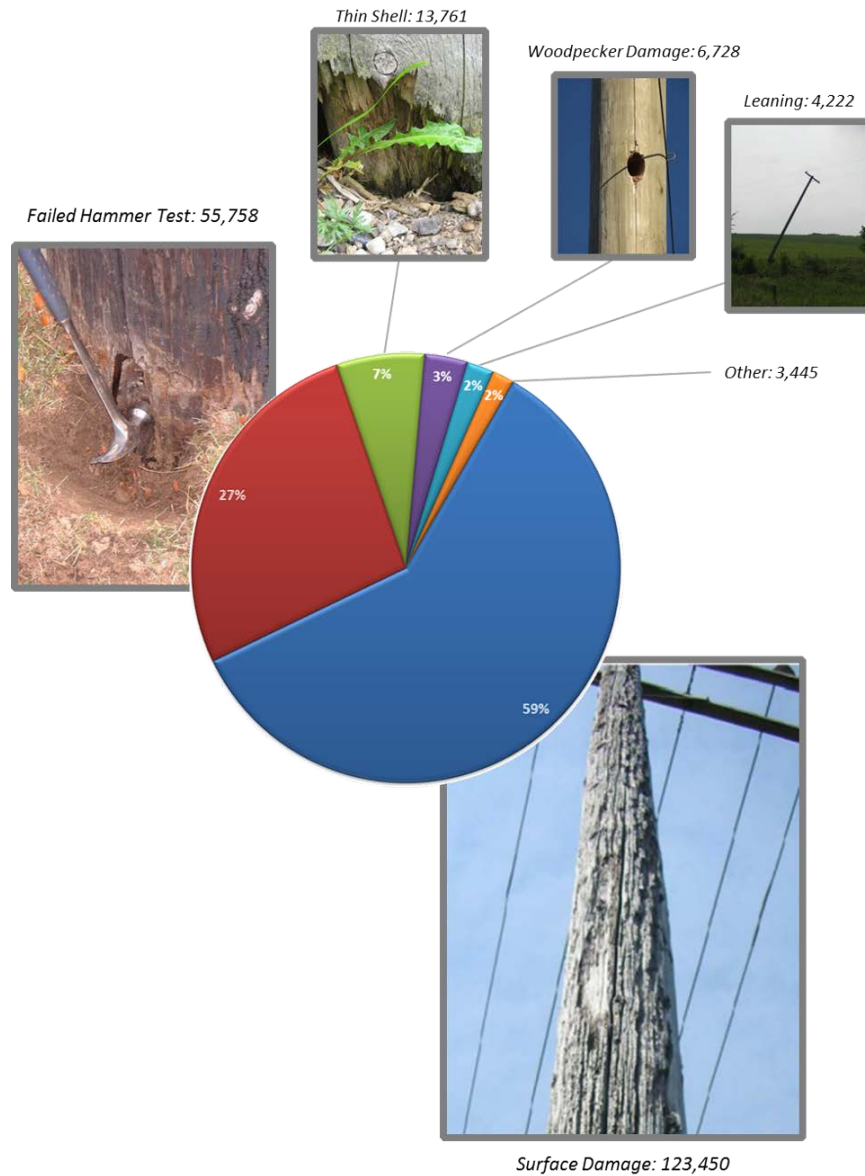 Thin Shell: 13,761
Woodpecker Damage: 6,728
Leaning: 4,222
Failed Hammer Test: 55,758
7%
3%
2%
2%
Other: 3,445
27%
59%
Surface Damage: 123,450